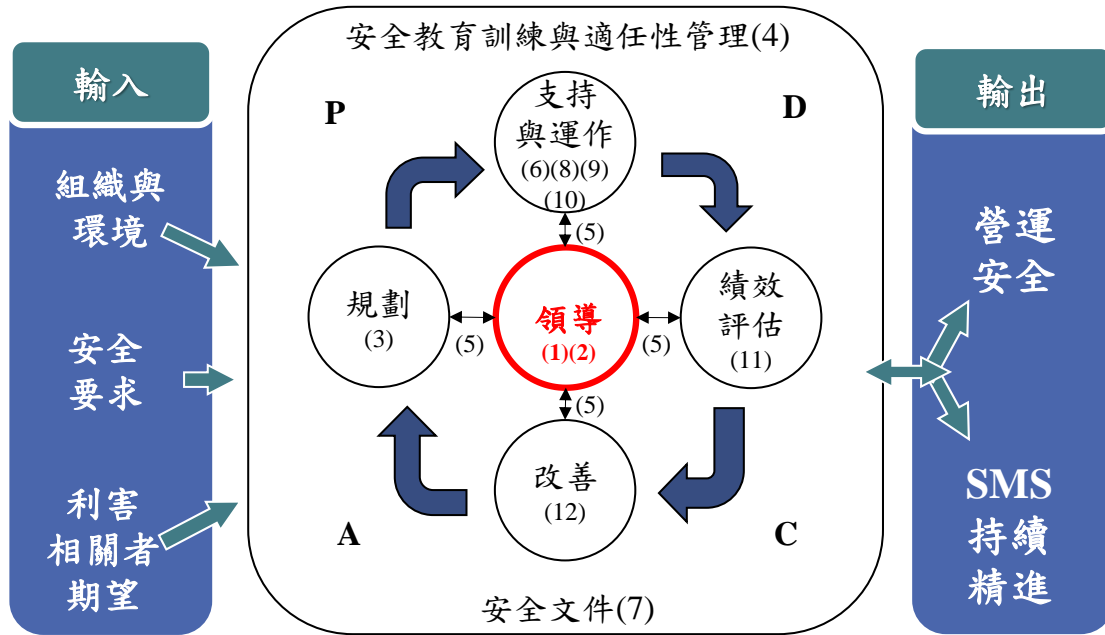 輸入
組織與
環境
安全
要求
利害
相關者
期望
安全教育訓練與適任性管理(4)
P
D
支持
與運作
(6)(8)(9)
(10)
(5)
規劃
(3)
(5)
領導
(1)(2)
(5)
績效
評估
(11)
(5)
改善
(12)
A
C
安全文件(7)
輸出
營運
安全
SMS
持續
精進